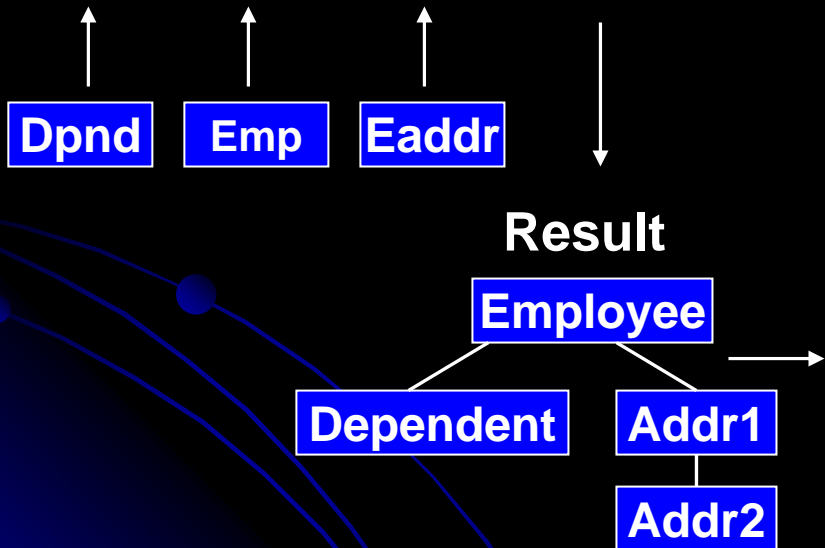 Dpnd Emp Eaddr
Result
Employee
Dependent Addr1
Addr2